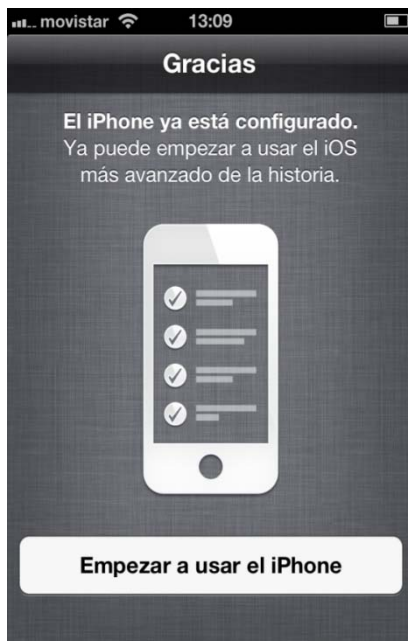 movistar 13:09
Gracias
El iPhone ya está configurado.
Ya puede empezar a usar el iOS
más avanzado de la historia.
Empezar a usar el iPhone